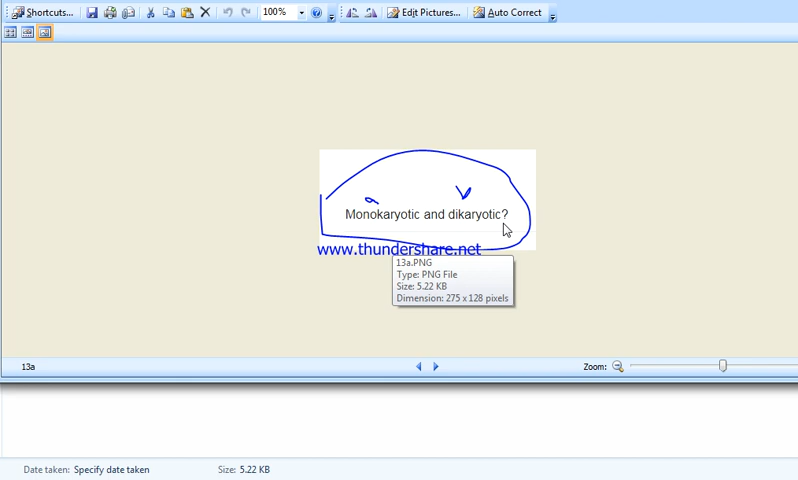 Shortcuts...
100%
Edit Pictures...
Auto Correct
Monokaryotic and dikaryotic?
www.thundershare.net
13a.PNG
Type: PNG File
Size: 5.22 KB
Dimension: 275 x 128 pixels
13a
Zoom:
Date taken: Specify date taken
Size: 5.22 KB